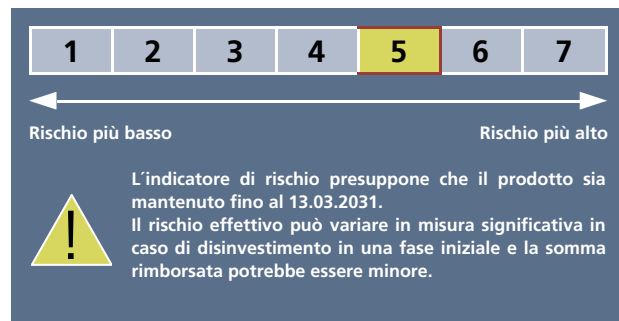 1 2 3 4 5 6 7
Rischio più basso Rischio più alto
L´indicatore di rischio presuppone che il prodotto sia
mantenuto fino al 13.03.2031.
Il rischio effettivo può variare in misura significativa in
caso di disinvestimento in una fase iniziale e la somma
rimborsata potrebbe essere minore.
!